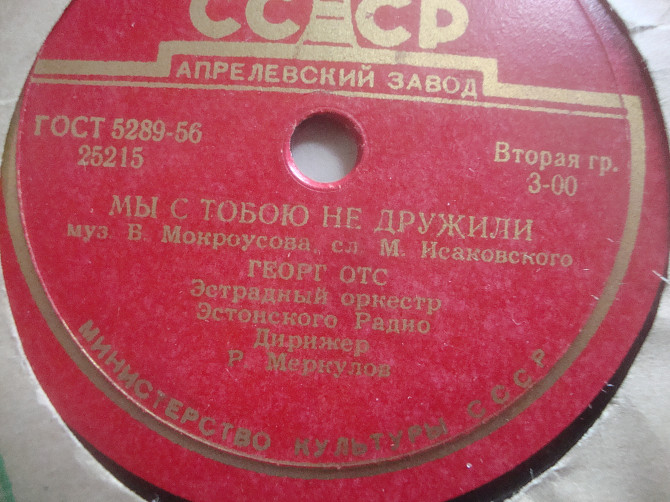 СССР
АПРЕЛЕВСКИЙ ЗАВОД
ГОСТ 5289-56
25215
Вторая гр.
3-00
МЫ С ТОБОЮ НЕ ДРУЖИЛИ
муз. Б. Мокроусова, сл. М. Исаковского
ГЕОРГ ОТС
Эстрадный оркестр
Эстонского Радио
Дирижер
Р. Меркулов
МИНИСТЕРСТВО КУЛЬТУРЫ СССР